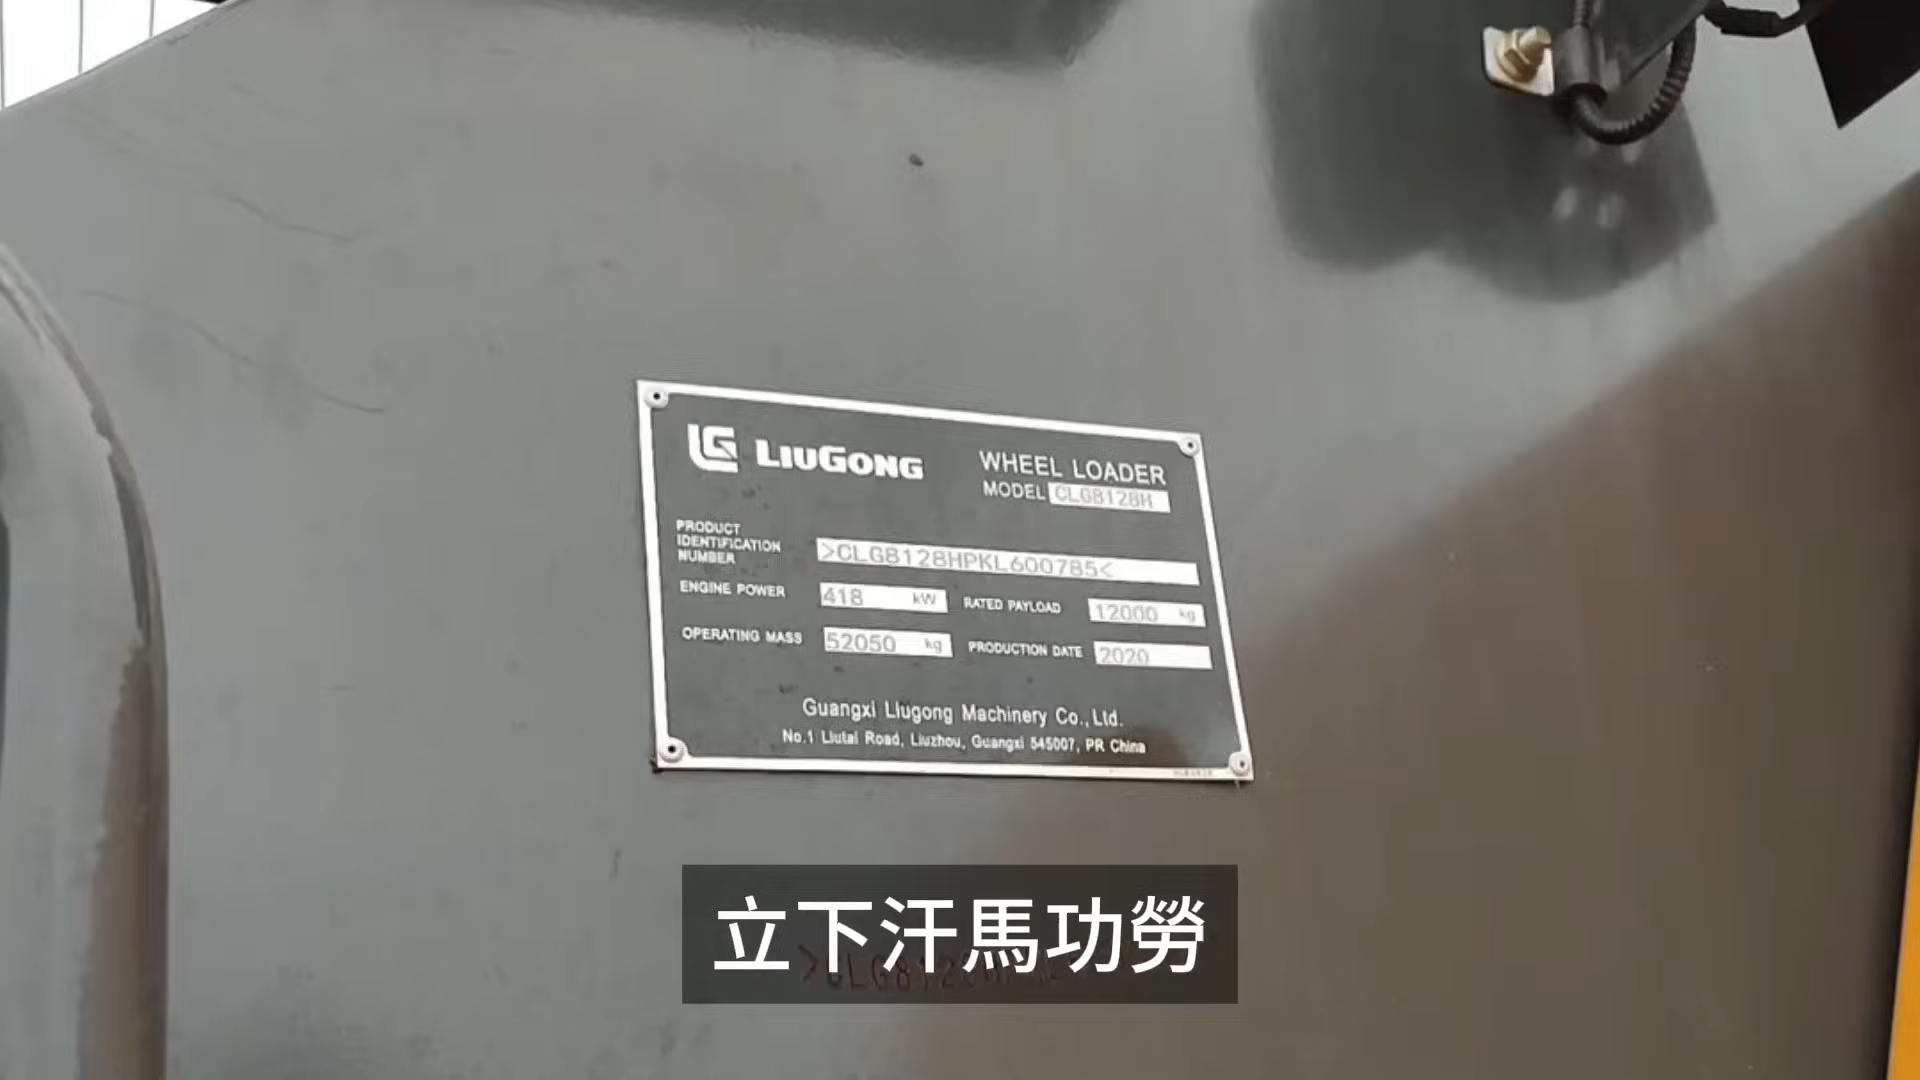 LG LIUGONG
WHEEL LOADER
MODEL CLG8128H
PRODUCT IDENTIFICATION NUMBER >CLG8128HPKL600785<
ENGINE POWER 418 kW RATED PAYLOAD 12000 kg
OPERATING MASS 52050 kg PRODUCTION DATE 2020
Guangxi Liugong Machinery Co., Ltd.
No.1 Liutai Road, Liuzhou, Guangxi 545007, PR China
立下汗馬功勞